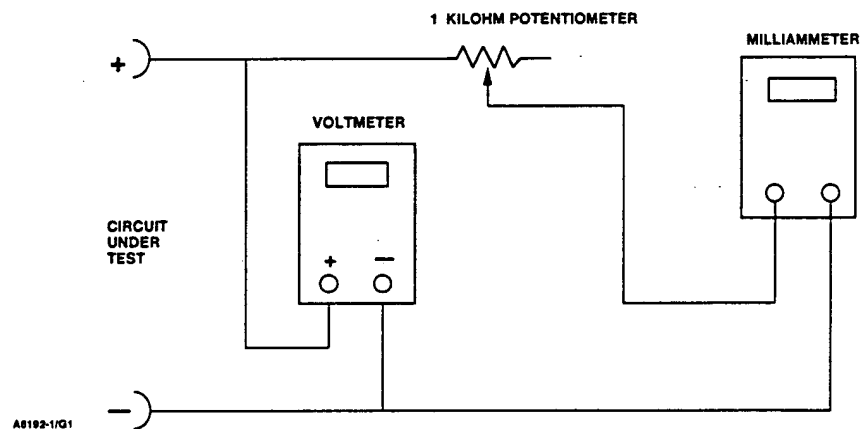 1 KILOHM POTENTIOMETER
MILLIAMMETER
+
VOLTMETER
CIRCUIT
UNDER
TEST
+ —
—
A8192-1/G1